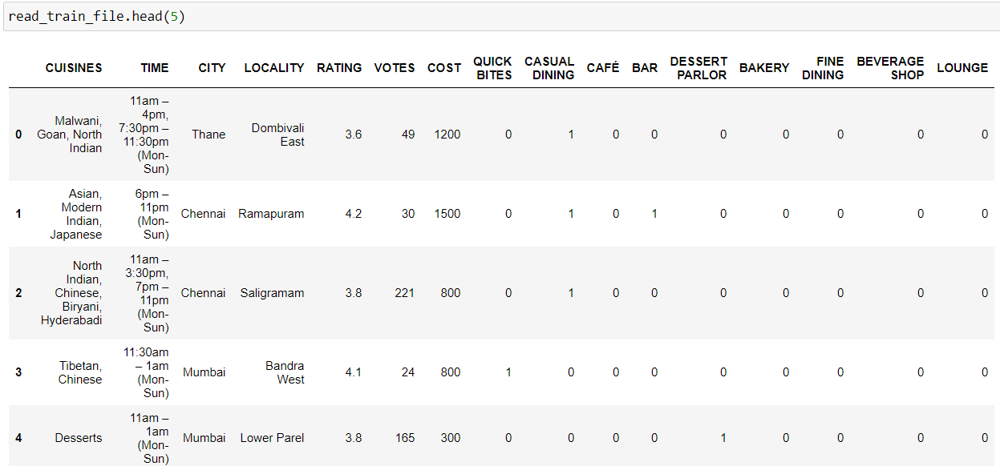 read_train_file.head(5)
CUISINES TIME CITY LOCALITY RATING VOTES COST QUICK BITES CASUAL DINING CAFÉ BAR DESSERT PARLOR BAKERY FINE DINING BEVERAGE SHOP LOUNGE
0 Malwani, Goan, North Indian 11am – 4pm, 7:30pm – 11:30pm (Mon-Sun) Thane Dombivali East 3.6 49 1200 0 1 0 0 0 0 0 0 0
1 Asian, Modern Indian, Japanese 6pm – 11pm (Mon-Sun) Chennai Ramapuram 4.2 30 1500 0 1 0 1 0 0 0 0 0
2 North Indian, Chinese, Biryani, Hyderabadi 11am – 3:30pm, 7pm – 11pm (Mon-Sun) Chennai Saligramam 3.8 221 800 0 1 0 0 0 0 0 0 0
3 Tibetan, Chinese 11:30am – 1am (Mon-Sun) Mumbai Bandra West 4.1 24 800 1 0 0 0 0 0 0 0 0
4 Desserts 11am – 1am (Mon-Sun) Mumbai Lower Parel 3.8 165 300 0 0 0 0 1 0 0 0 0